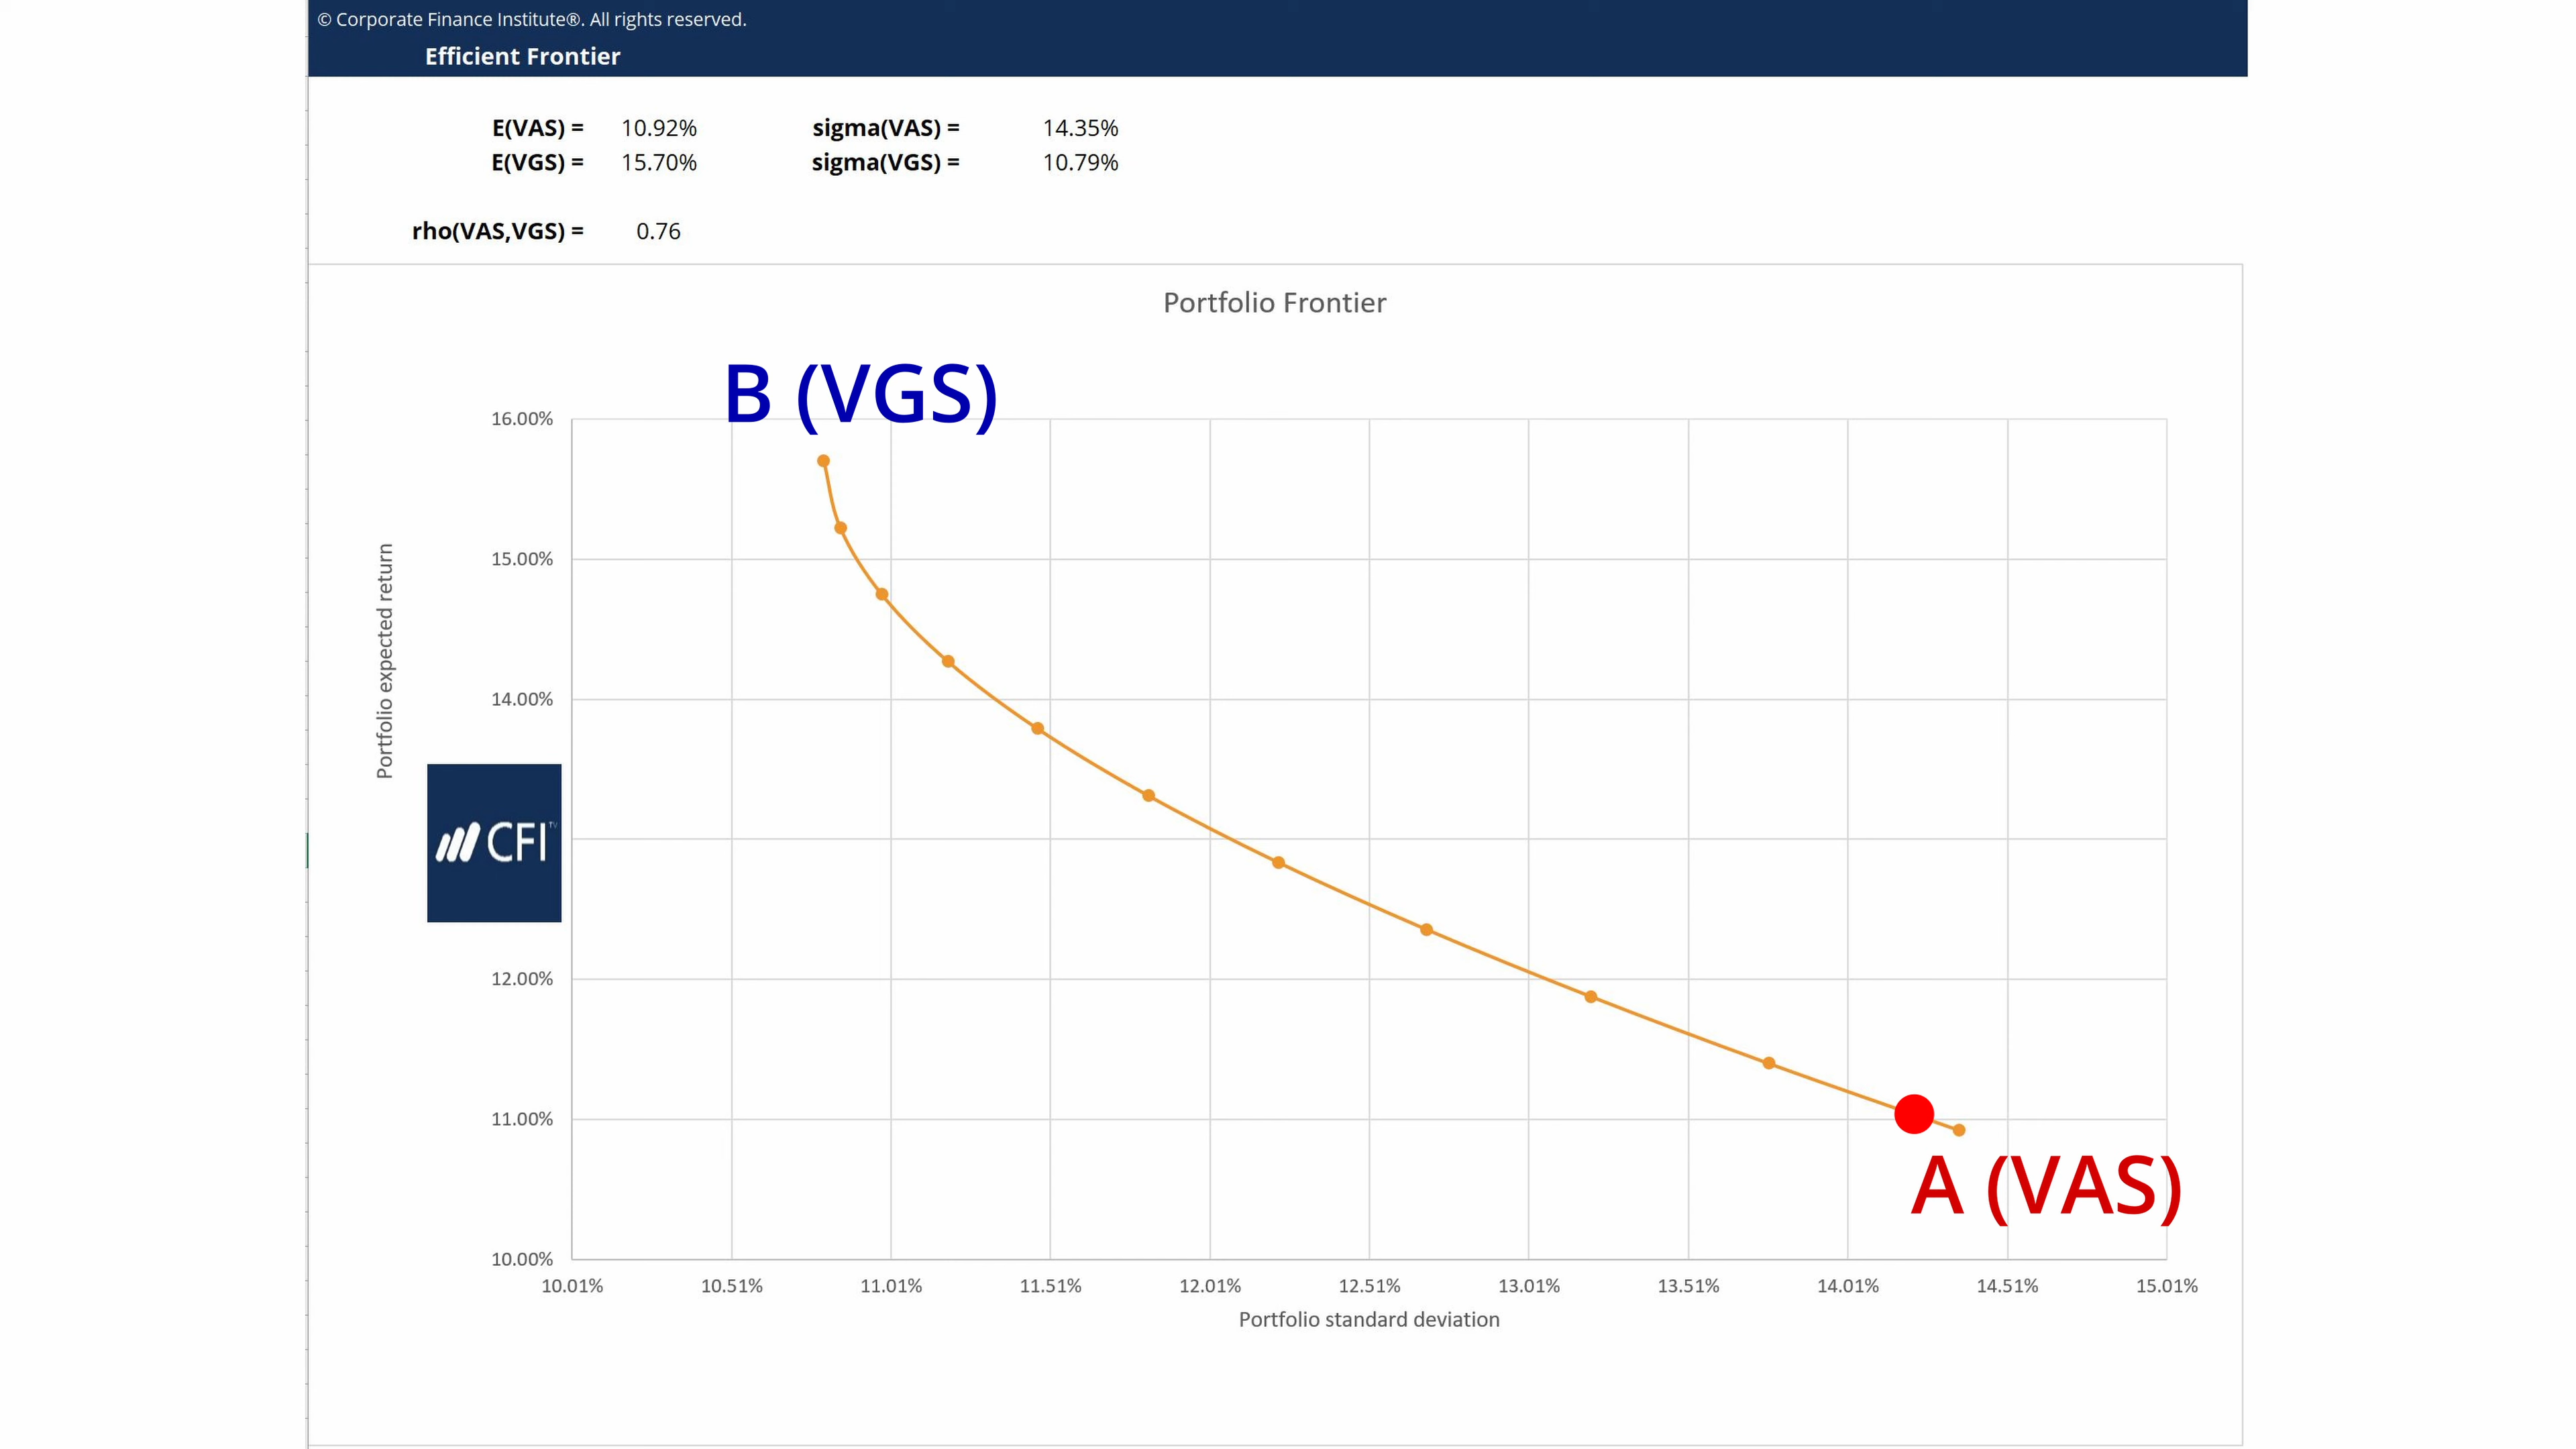 © Corporate Finance Institute®. All rights reserved.
Efficient Frontier
E(VAS) = 10.92% sigma(VAS) = 14.35%
E(VGS) = 15.70% sigma(VGS) = 10.79%
rho(VAS,VGS) = 0.76
Portfolio Frontier
B (VGS)
16.00%
15.00%
Portfolio expected return
14.00%
CFI
12.00%
11.00%
A (VAS)
10.00%
10.01% 10.51% 11.01% 11.51% 12.01% 12.51% 13.01% 13.51% 14.01% 14.51% 15.01%
Portfolio standard deviation